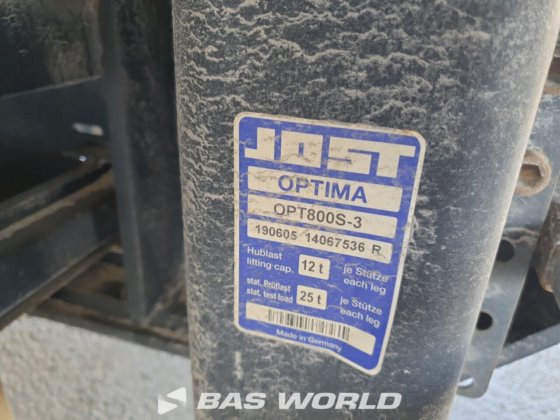 JOST
OPTIMA
OPT800S-3
190605 14067536 R
Hublast
lifting cap. 12 t je Stütze
each leg
stat. Prüflast
stat. test load 25 t je Stütze
each leg
Made in Germany
BAS WORLD